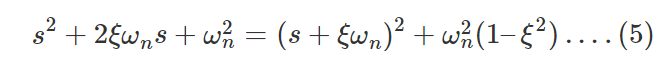 s² + 2ξωₙs + ωₙ² = (s + ξωₙ)² + ωₙ²(1–ξ²) . . . . (5)